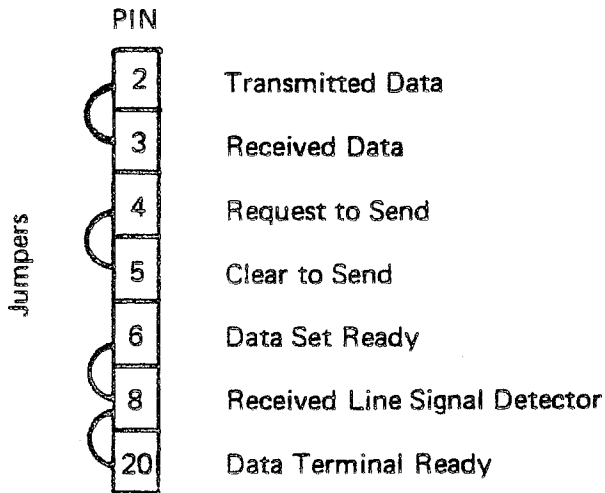 PIN
2 Transmitted Data
3 Received Data
4 Request to Send
5 Clear to Send
6 Data Set Ready
8 Received Line Signal Detector
20 Data Terminal Ready
Jumpers